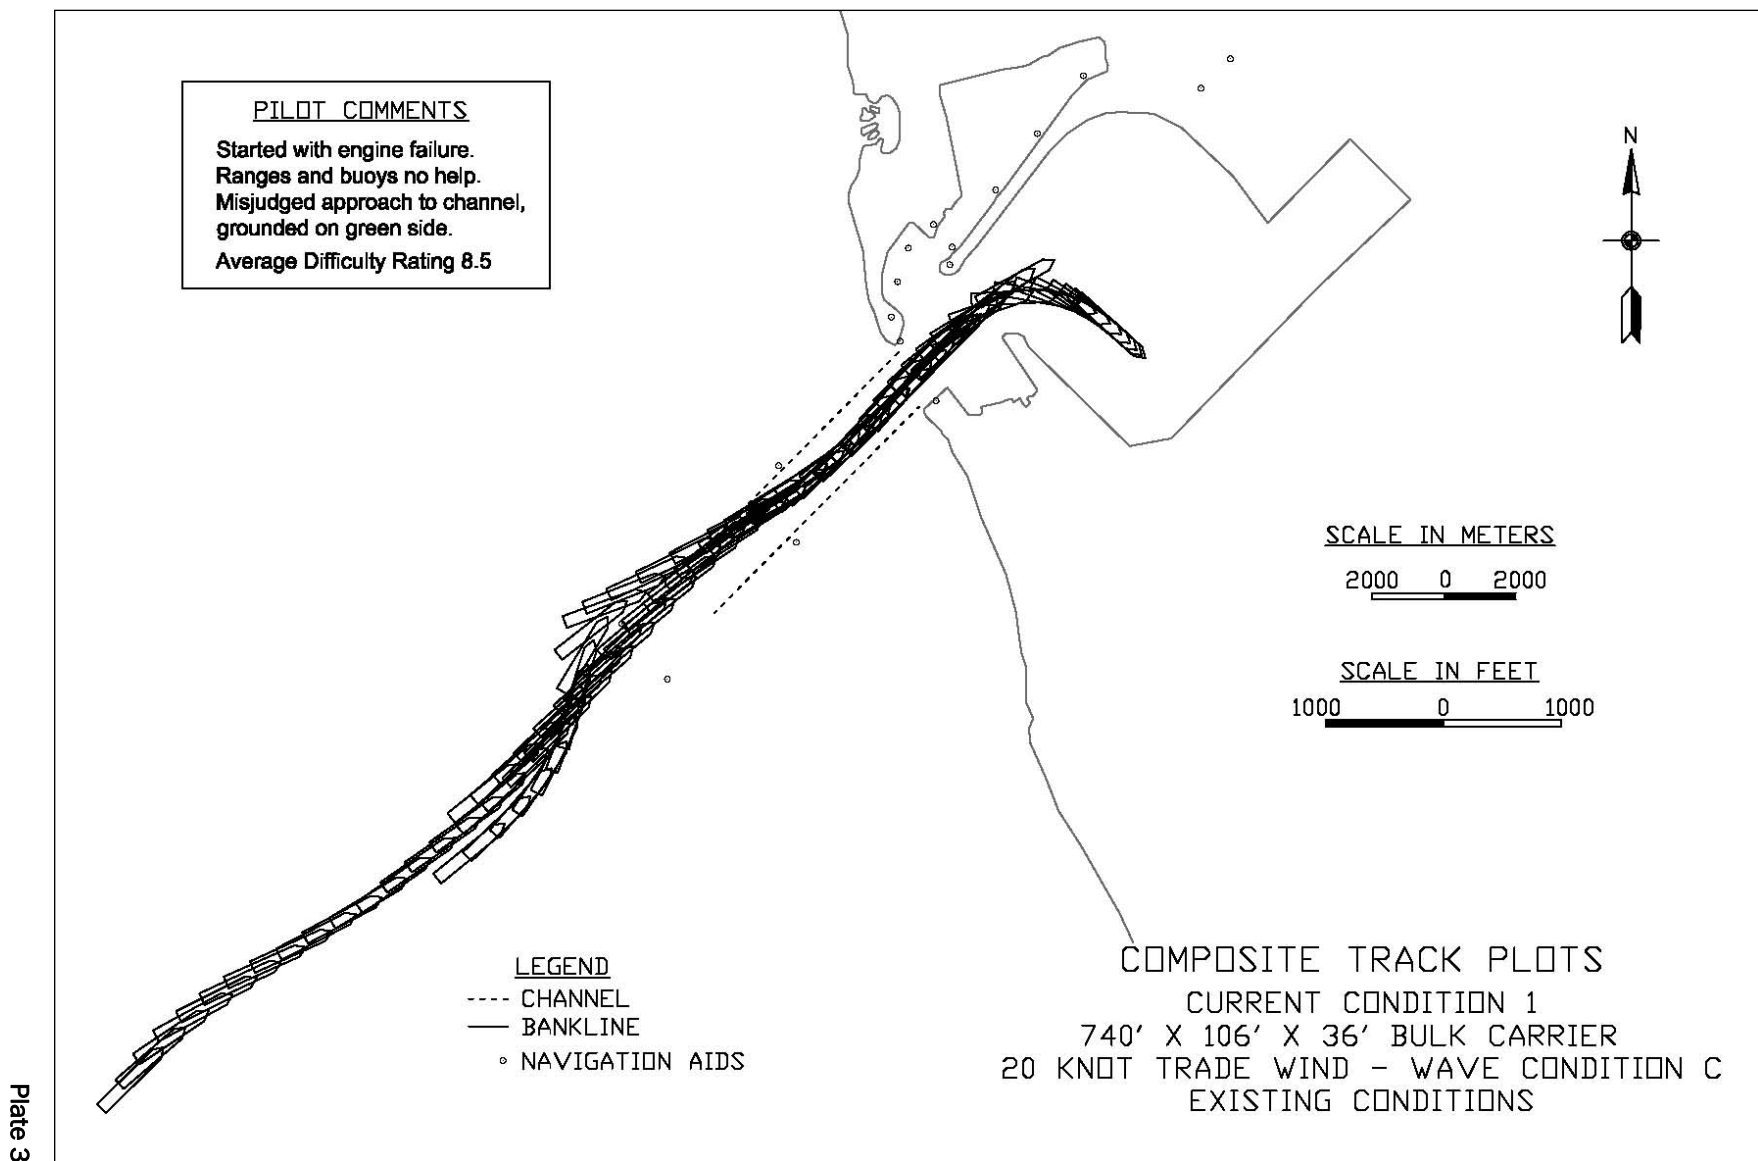 PILOT COMMENTS
Started with engine failure.
Ranges and buoys no help.
Misjudged approach to channel,
grounded on green side.
Average Difficulty Rating 8.5
N
SCALE IN METERS
2000 0 2000
SCALE IN FEET
1000 0 1000
LEGEND
CHANNEL
BANKLINE
NAVIGATION AIDS
COMPOSITE TRACK PLOTS
CURRENT CONDITION 1
740' X 106' X 36' BULK CARRIER
20 KNOT TRADE WIND - WAVE CONDITION C
EXISTING CONDITIONS
Plate 3